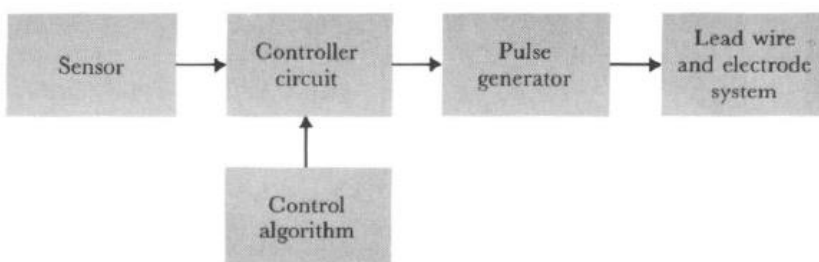 Sensor
Controller
circuit
Pulse
generator
Lead wire
and electrode
system
Control
algorithm